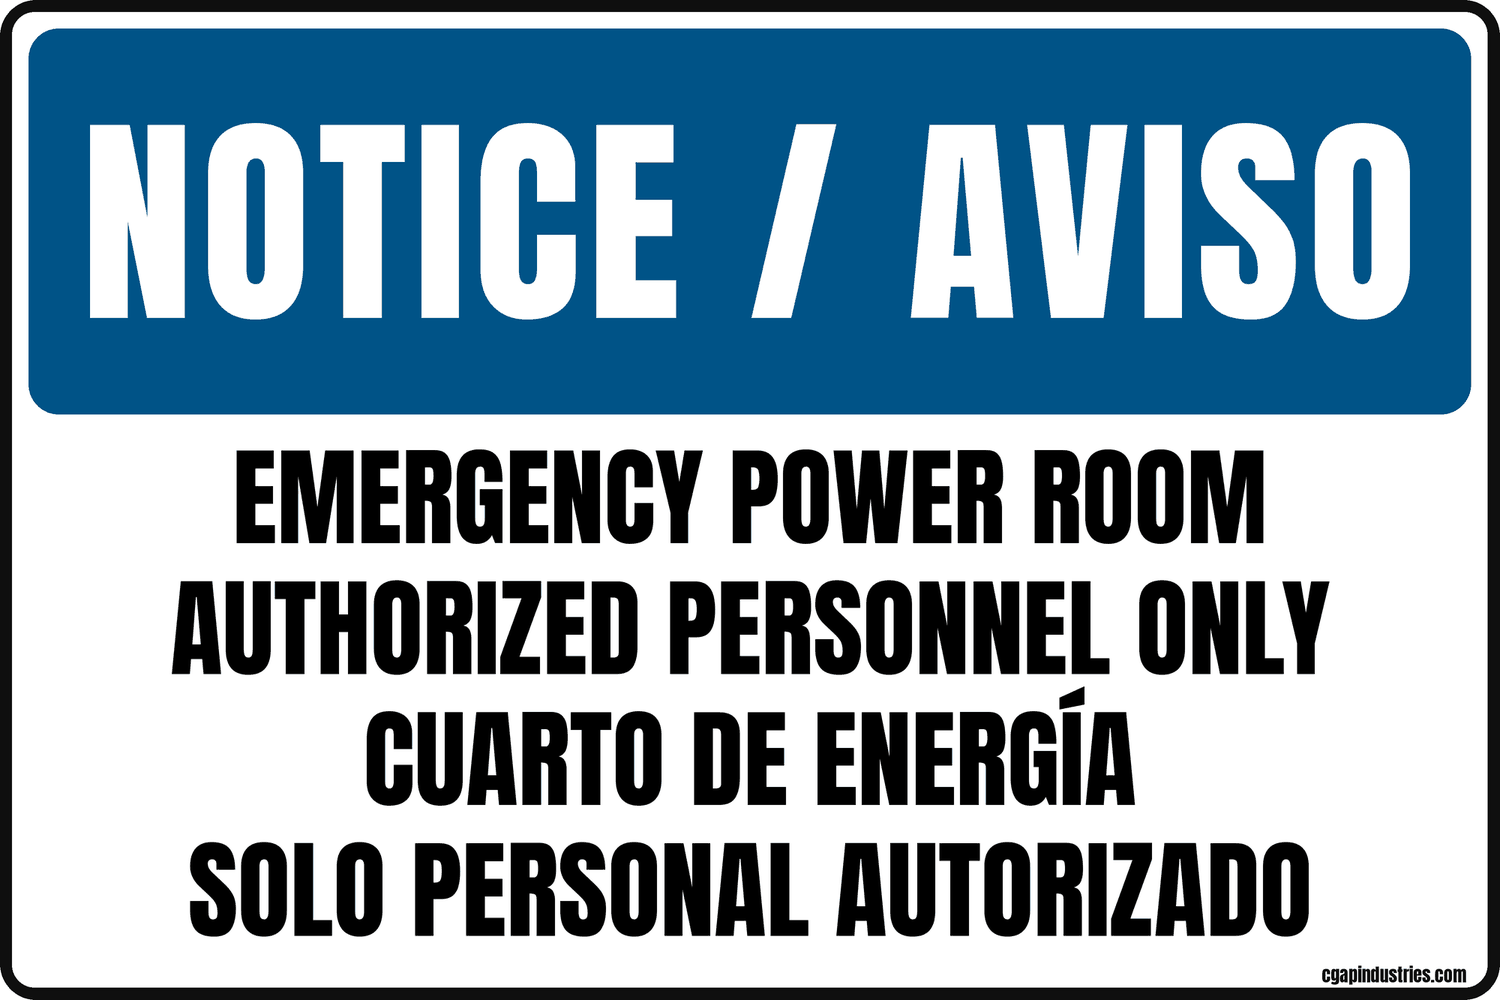 NOTICE / AVISO
EMERGENCY POWER ROOM
AUTHORIZED PERSONNEL ONLY
CUARTO DE ENERGÍA
SOLO PERSONAL AUTORIZADO
cgapindustries.com